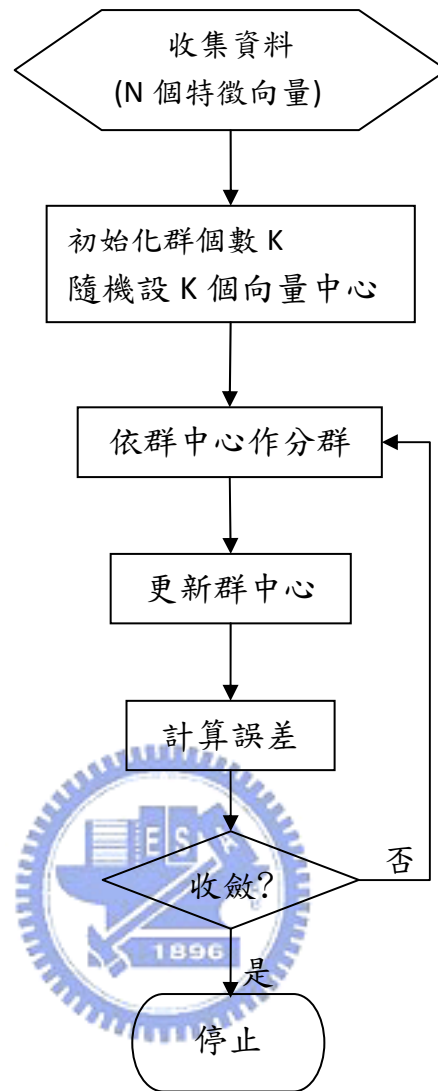 收集資料
(N 個特徵向量)
初始化群個數 K
隨機設 K 個向量中心
依群中心作分群
更新群中心
計算誤差
收斂?
否
是
停止
E S A
1896